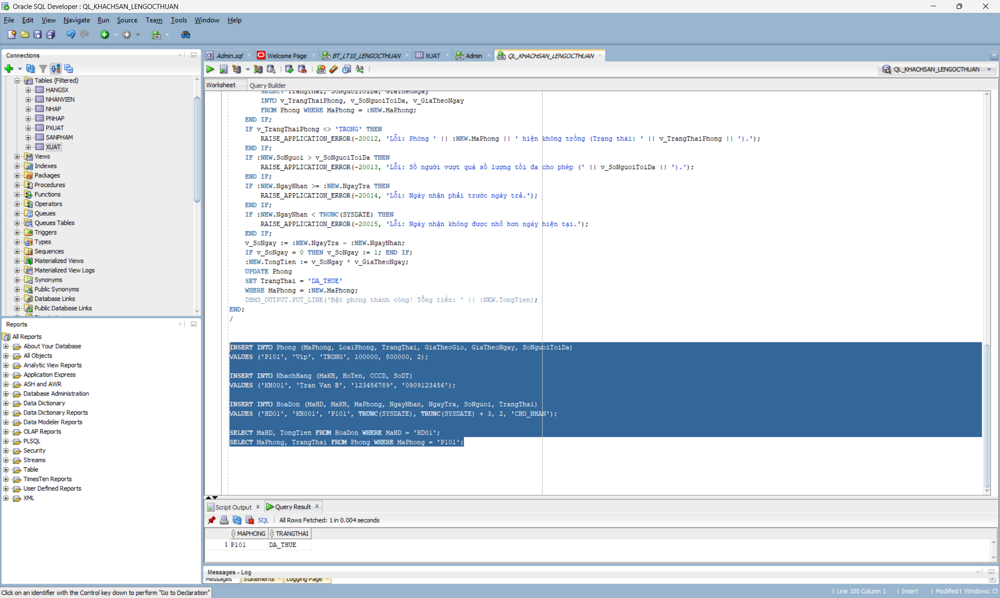 Oracle SQL Developer : QL_KHACHSAN_LENGOCTHUAN
File Edit View Navigate Run Source Team Tools Window Help
Connections
Tables (Filtered)
HANGSX
NHANVIEN
NHAP
PNHAP
PXUAT
SANPHAM
XUAT
Views
Indexes
Packages
Procedures
Functions
Operators
Queues
Queues Tables
Triggers
Types
Sequences
Materialized Views
Materialized View Logs
Synonyms
Public Synonyms
Database Links
Public Database Links
Reports
All Reports
About Your Database
All Objects
Analytic View Reports
Application Express
ASH and AWR
Database Administration
Data Dictionary
Data Dictionary Reports
Data Modeler Reports
OLAP Reports
PLSQL
Security
Streams
Table
TimesTen Reports
User Defined Reports
XML
Admin.sql Welcome Page BT_LT10_LENGOCTHUAN XUAT Admin QL_KHACHSAN_LENGOCTHUAN
QL_KHACHSAN_LENGOCTHUAN
Worksheet Query Builder
SELECT TrangThai, SoNguoiToiDa, GiaTheoNgay
INTO v_TrangThaiPhong, v_SoNguoiToiDa, v_GiaTheoNgay
FROM Phong WHERE MaPhong = :NEW.MaPhong;
END IF;
IF v_TrangThaiPhong <> 'TRONG' THEN
RAISE_APPLICATION_ERROR(-20012, 'Lỗi: Phòng ' || :NEW.MaPhong || ' hiện không trống (Trạng thái: ' || v_TrangThaiPhong || ').');
END IF;
IF :NEW.SoNguoi > v_SoNguoiToiDa THEN
RAISE_APPLICATION_ERROR(-20013, 'Lỗi: Số người vượt quá số lượng tối đa cho phép (' || v_SoNguoiToiDa || ').');
END IF;
IF :NEW.NgayNhan >= :NEW.NgayTra THEN
RAISE_APPLICATION_ERROR(-20014, 'Lỗi: Ngày nhận phải trước ngày trả.');
END IF;
IF :NEW.NgayNhan < TRUNC(SYSDATE) THEN
RAISE_APPLICATION_ERROR(-20015, 'Lỗi: Ngày nhận không được nhỏ hơn ngày hiện tại.');
END IF;
v_SoNgay := :NEW.NgayTra - :NEW.NgayNhan;
IF v_SoNgay = 0 THEN v_SoNgay := 1; END IF;
:NEW.TongTien := v_SoNgay * v_GiaTheoNgay;
UPDATE Phong
SET TrangThai = 'DA_THUE'
WHERE MaPhong = :NEW.MaPhong;
DBMS_OUTPUT.PUT_LINE('Đặt phòng thành công! Tổng tiền: ' || :NEW.TongTien);
END;
/
INSERT INTO Phong (MaPhong, LoaiPhong, TrangThai, GiaTheoGio, GiaTheoNgay, SoNguoiToiDa)
VALUES ('P101', 'Vip', 'TRONG', 100000, 800000, 2);
INSERT INTO KhachHang (MaKH, HoTen, CCCD, SoDT)
VALUES ('KH001', 'Tran Van B', '123456789', '0909123456');
INSERT INTO HoaDon (MaHD, MaKH, MaPhong, NgayNhan, NgayTra, SoNguoi, TrangThai)
VALUES ('HD01', 'KH001', 'P101', TRUNC(SYSDATE), TRUNC(SYSDATE) + 3, 2, 'CHO_NHAN');
SELECT MaHD, TongTien FROM HoaDon WHERE MaHD = 'HD01';
SELECT MaPhong, TrangThai FROM Phong WHERE MaPhong = 'P101';
Script Output Query Result
SQL All Rows Fetched: 1 in 0.004 seconds
MAPHONG TRANGTHAI
1 P101 DA_THUE
Messages - Log
Messages Statements Logging Page
Click on an identifier with the Control key down to perform "Go to Declaration"
Line 100 Column 1 Insert Modified Windows: